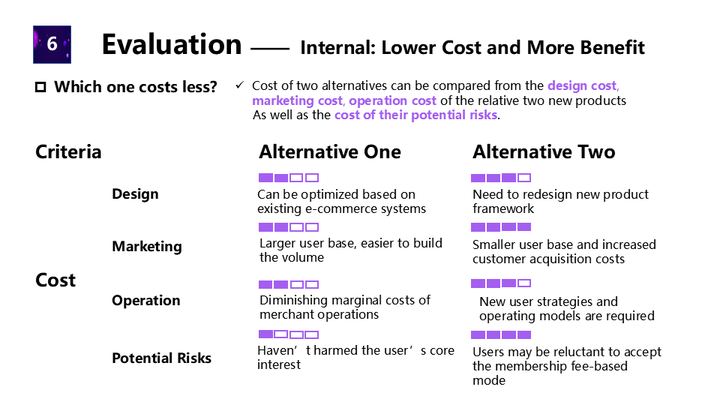 6
Evaluation —— Internal: Lower Cost and More Benefit
Which one costs less?
✓ Cost of two alternatives can be compared from the design cost,
marketing cost, operation cost of the relative two new products
As well as the cost of their potential risks.
Criteria
Alternative One
Alternative Two
Cost
Design
Can be optimized based on
existing e-commerce systems
Need to redesign new product
framework
Marketing
Larger user base, easier to build
the volume
Smaller user base and increased
customer acquisition costs
Operation
Diminishing marginal costs of
merchant operations
New user strategies and
operating models are required
Potential Risks
Haven’t harmed the user’s core
interest
Users may be reluctant to accept
the membership fee-based
mode